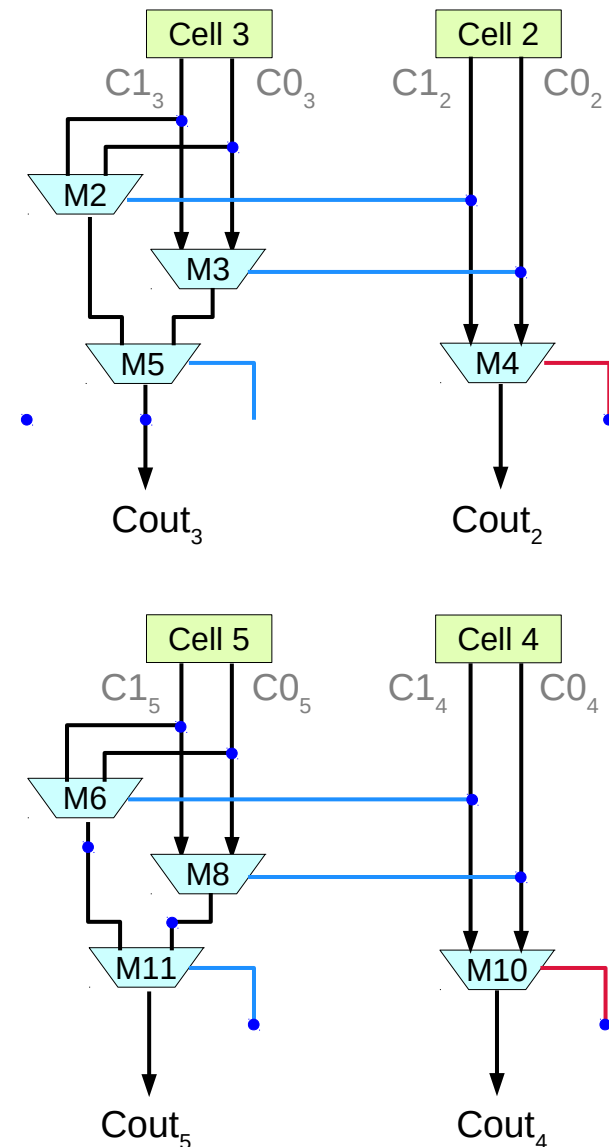 Cell 3 Cell 2
C1₃ C0₃ C1₂ C0₂
M2
M3
M5 M4
Cout₃ Cout₂
Cell 5 Cell 4
C1₅ C0₅ C1₄ C0₄
M6
M8
M11 M10
Cout₅ Cout₄